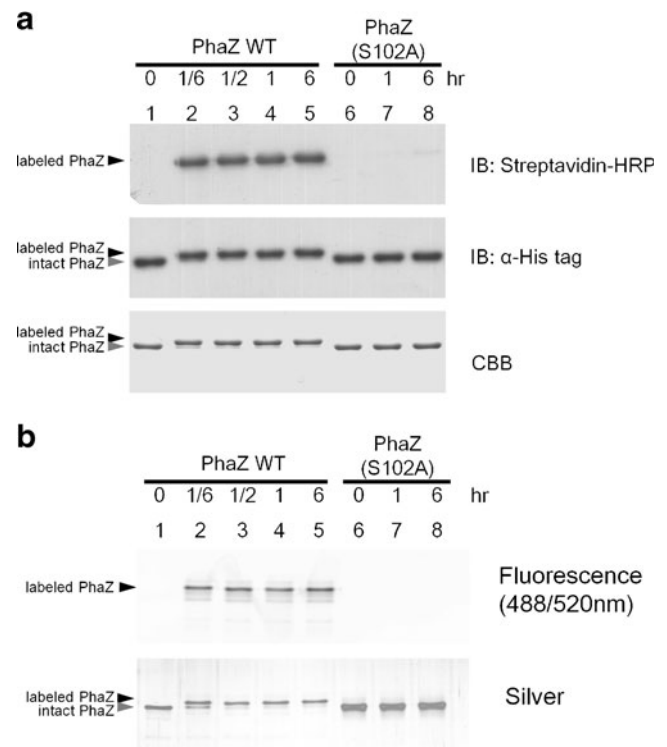 a
PhaZ WT
PhaZ
(S102A)
0 1/6 1/2 1 6 0 1 6 hr
1 2 3 4 5 6 7 8
labeled PhaZ
IB: Streptavidin-HRP
labeled PhaZ
intact PhaZ
IB: α-His tag
labeled PhaZ
intact PhaZ
CBB
b
PhaZ WT
PhaZ
(S102A)
0 1/6 1/2 1 6 0 1 6 hr
1 2 3 4 5 6 7 8
labeled PhaZ
Fluorescence
(488/520nm)
labeled PhaZ
intact PhaZ
Silver